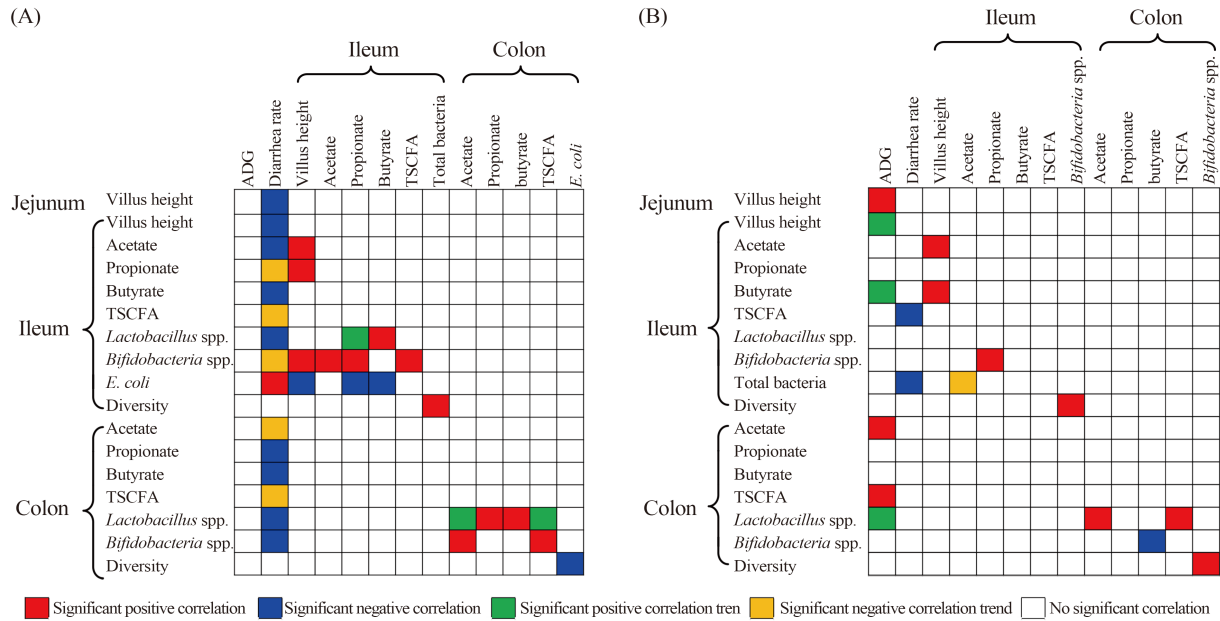 (A)
Ileum
Colon
ADG
Diarrhea rate
Villus height
Acetate
Propionate
Butyrate
TSCFA
Total bacteria
Acetate
Propionate
butyrate
TSCFA
E. coli
Jejunum
Villus height
Ileum
Villus height
Acetate
Propionate
Butyrate
TSCFA
Lactobacillus spp.
Bifidobacteria spp.
E. coli
Diversity
Colon
Acetate
Propionate
Butyrate
TSCFA
Lactobacillus spp.
Bifidobacteria spp.
Diversity
(B)
Ileum
Colon
ADG
Diarrhea rate
Villus height
Acetate
Propionate
Butyrate
TSCFA
Bifidobacteria spp.
Acetate
Propionate
butyrate
TSCFA
Bifidobacteria spp.
Jejunum
Villus height
Ileum
Villus height
Acetate
Propionate
Butyrate
TSCFA
Lactobacillus spp.
Bifidobacteria spp.
Total bacteria
Diversity
Colon
Acetate
Propionate
Butyrate
TSCFA
Lactobacillus spp.
Bifidobacteria spp.
Diversity
Significant positive correlation
Significant negative correlation
Significant positive correlation tren
Significant negative correlation trend
No significant correlation